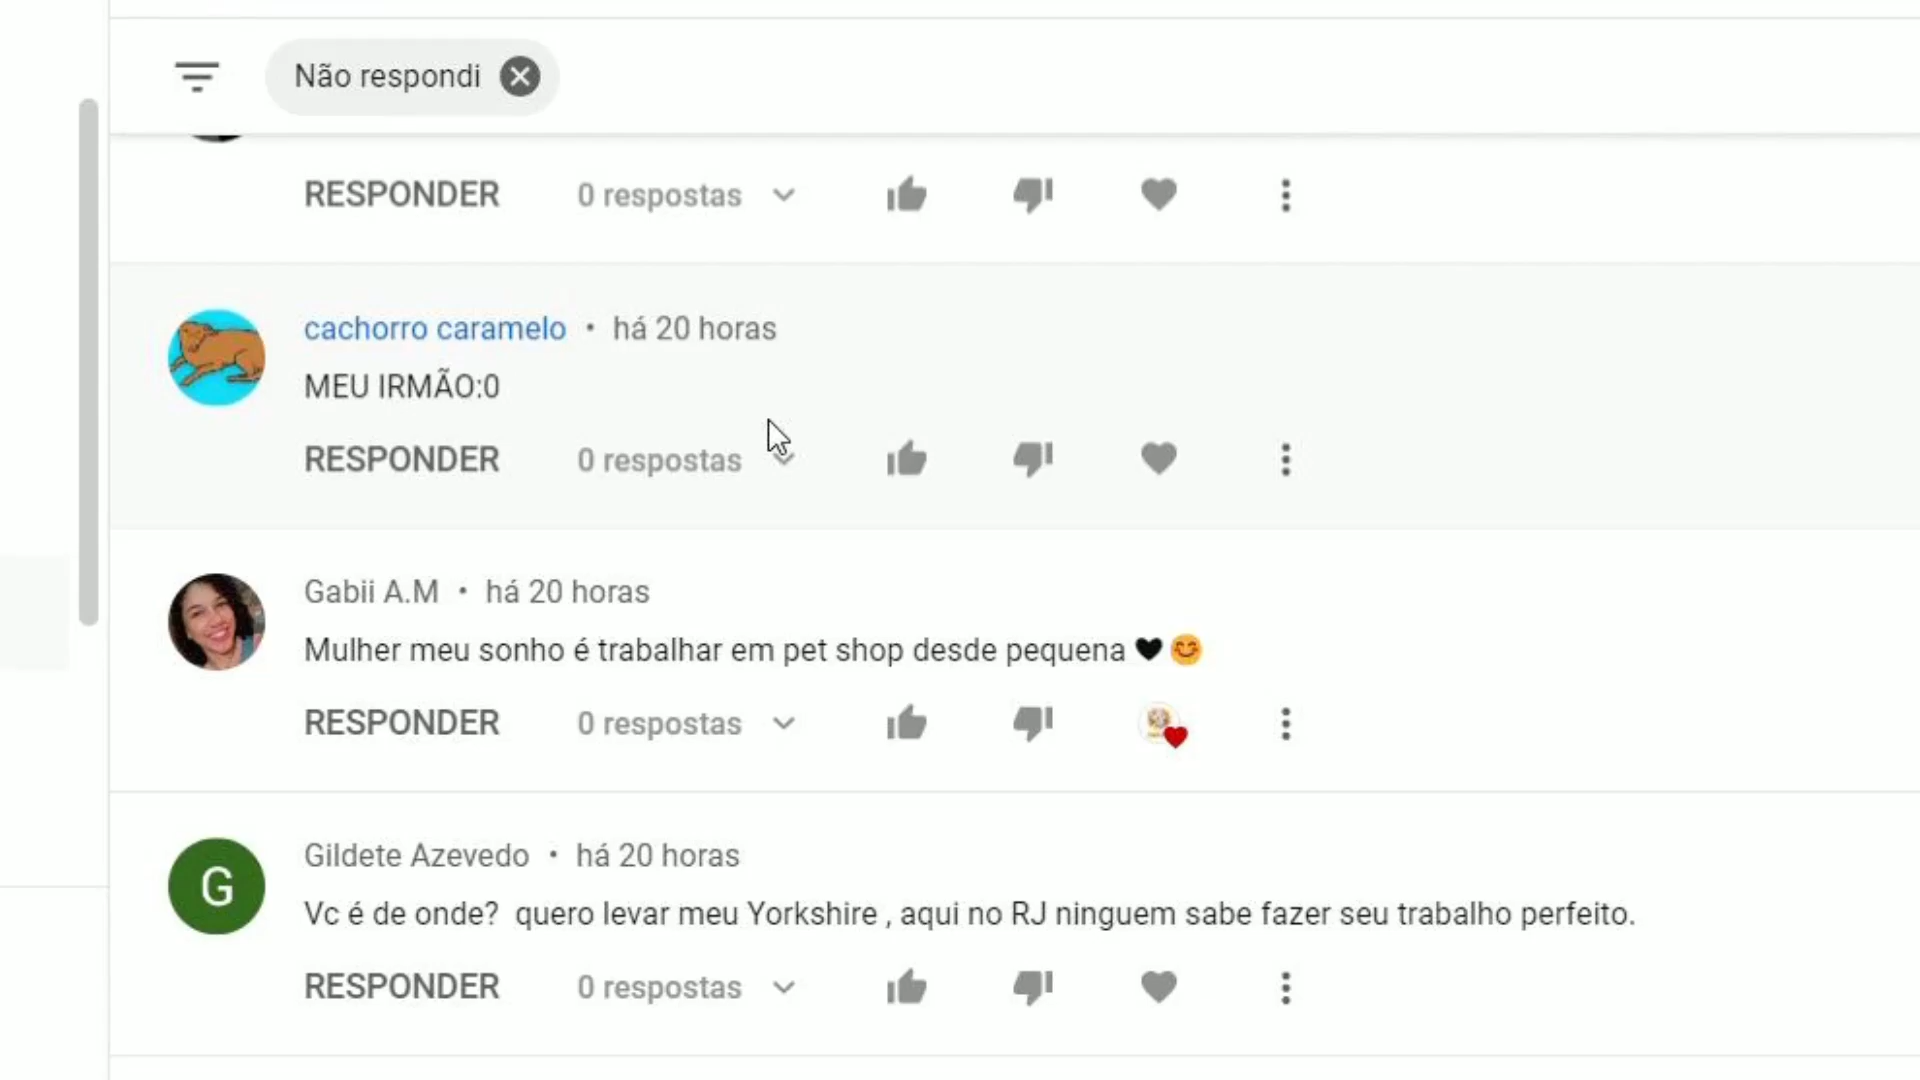 Não respondi
RESPONDER 0 respostas
cachorro caramelo • há 20 horas
MEU IRMÃO:0
RESPONDER 0 respostas
Gabii A.M • há 20 horas
Mulher meu sonho é trabalhar em pet shop desde pequena 🖤😊
RESPONDER 0 respostas
G
Gildete Azevedo • há 20 horas
Vc é de onde?  quero levar meu Yorkshire , aqui no RJ ninguem sabe fazer seu trabalho perfeito.
RESPONDER 0 respostas